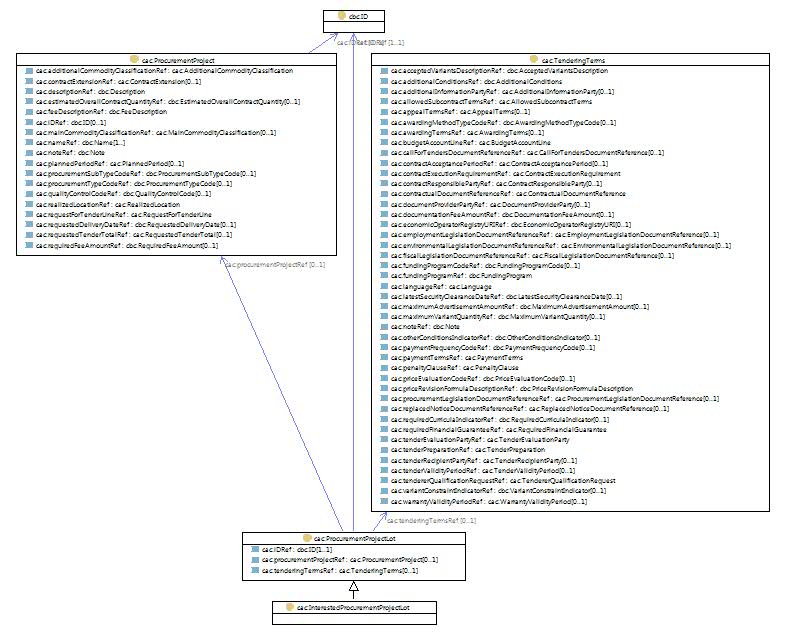 cbc:ID
cac:ProcurementProject
cac:additionalCommodityClassificationRef : cac:AdditionalCommodityClassification
cac:contractExtensionRef : cac:ContractExtension[0..1]
cac:descriptionRef : cbc:Description
cac:estimatedOverallContractQuantityRef : cbc:EstimatedOverallContractQuantity[0..1]
cac:feeDescriptionRef : cbc:FeeDescription
cac:IDRef : cbc:ID[0..1]
cac:mainCommodityClassificationRef : cac:MainCommodityClassification[0..1]
cac:nameRef : cbc:Name[1..]
cac:noteRef : cbc:Note
cac:plannedPeriodRef : cac:PlannedPeriod[0..1]
cac:procurementSubTypeCodeRef : cbc:ProcurementSubTypeCode[0..1]
cac:procurementTypeCodeRef : cbc:ProcurementTypeCode[0..1]
cac:qualityControlCodeRef : cbc:QualityControlCode[0..1]
cac:realizedLocationRef : cac:RealizedLocation
cac:requestForTenderLineRef : cac:RequestForTenderLine
cac:requestedDeliveryDateRef : cbc:RequestedDeliveryDate[0..1]
cac:requestedTenderTotalRef : cac:RequestedTenderTotal[0..1]
cac:requiredFeeAmountRef : cbc:RequiredFeeAmount[0..1]
cac:TenderingTerms
cac:acceptedVariantsDescriptionRef : cbc:AcceptedVariantsDescription
cac:additionalConditionsRef : cbc:AdditionalConditions
cac:additionalInformationPartyRef : cac:AdditionalInformationParty[0..1]
cac:allowedSubcontractTermsRef : cac:AllowedSubcontractTerms
cac:appealTermsRef : cac:AppealTerms[0..1]
cac:awardingMethodTypeCodeRef : cbc:AwardingMethodTypeCode[0..1]
cac:awardingTermsRef : cac:AwardingTerms[0..1]
cac:budgetAccountLineRef : cac:BudgetAccountLine
cac:callForTendersDocumentReferenceRef : cac:CallForTendersDocumentReference[0..1]
cac:contractAcceptancePeriodRef : cac:ContractAcceptancePeriod[0..1]
cac:contractExecutionRequirementRef : cac:ContractExecutionRequirement
cac:contractResponsiblePartyRef : cac:ContractResponsibleParty[0..1]
cac:contractualDocumentReferenceRef : cac:ContractualDocumentReference
cac:documentProviderPartyRef : cac:DocumentProviderParty[0..1]
cac:documentationFeeAmountRef : cbc:DocumentationFeeAmount[0..1]
cac:economicOperatorRegistryURIRef : cbc:EconomicOperatorRegistryURI[0..1]
cac:employmentLegislationDocumentReferenceRef : cac:EmploymentLegislationDocumentReference[0..1]
cac:environmentalLegislationDocumentReferenceRef : cac:EnvironmentalLegislationDocumentReference[0..1]
cac:fiscalLegislationDocumentReferenceRef : cac:FiscalLegislationDocumentReference[0..1]
cac:fundingProgramCodeRef : cbc:FundingProgramCode[0..1]
cac:fundingProgramRef : cbc:FundingProgram
cac:languageRef : cac:Language
cac:latestSecurityClearanceDateRef : cbc:LatestSecurityClearanceDate[0..1]
cac:maximumAdvertisementAmountRef : cbc:MaximumAdvertisementAmount[0..1]
cac:maximumVariantQuantityRef : cbc:MaximumVariantQuantity[0..1]
cac:noteRef : cbc:Note
cac:otherConditionsIndicatorRef : cbc:OtherConditionsIndicator[0..1]
cac:paymentFrequencyCodeRef : cbc:PaymentFrequencyCode[0..1]
cac:paymentTermsRef : cac:PaymentTerms
cac:penaltyClauseRef : cac:PenaltyClause
cac:priceEvaluationCodeRef : cbc:PriceEvaluationCode[0..1]
cac:priceRevisionFormulaDescriptionRef : cbc:PriceRevisionFormulaDescription
cac:procurementLegislationDocumentReferenceRef : cac:ProcurementLegislationDocumentReference[0..1]
cac:replacedNoticeDocumentReferenceRef : cac:ReplacedNoticeDocumentReference[0..1]
cac:requiredCurriculaIndicatorRef : cbc:RequiredCurriculaIndicator[0..1]
cac:requiredFinancialGuaranteeRef : cac:RequiredFinancialGuarantee
cac:tenderEvaluationPartyRef : cac:TenderEvaluationParty
cac:tenderPreparationRef : cac:TenderPreparation
cac:tenderRecipientPartyRef : cac:TenderRecipientParty[0..1]
cac:tenderValidityPeriodRef : cac:TenderValidityPeriod[0..1]
cac:tendererQualificationRequestRef : cac:TendererQualificationRequest
cac:variantConstraintIndicatorRef : cbc:VariantConstraintIndicator[0..1]
cac:warrantyValidityPeriodRef : cac:WarrantyValidityPeriod[0..1]
cac:procurementProjectRef [0..1]
cac:tenderingTermsRef [0..1]
cac:ProcurementProjectLot
cac:IDRef : cbc:ID[1..1]
cac:procurementProjectRef : cac:ProcurementProject[0..1]
cac:tenderingTermsRef : cac:TenderingTerms[0..1]
cac:InterestedProcurementProjectLot